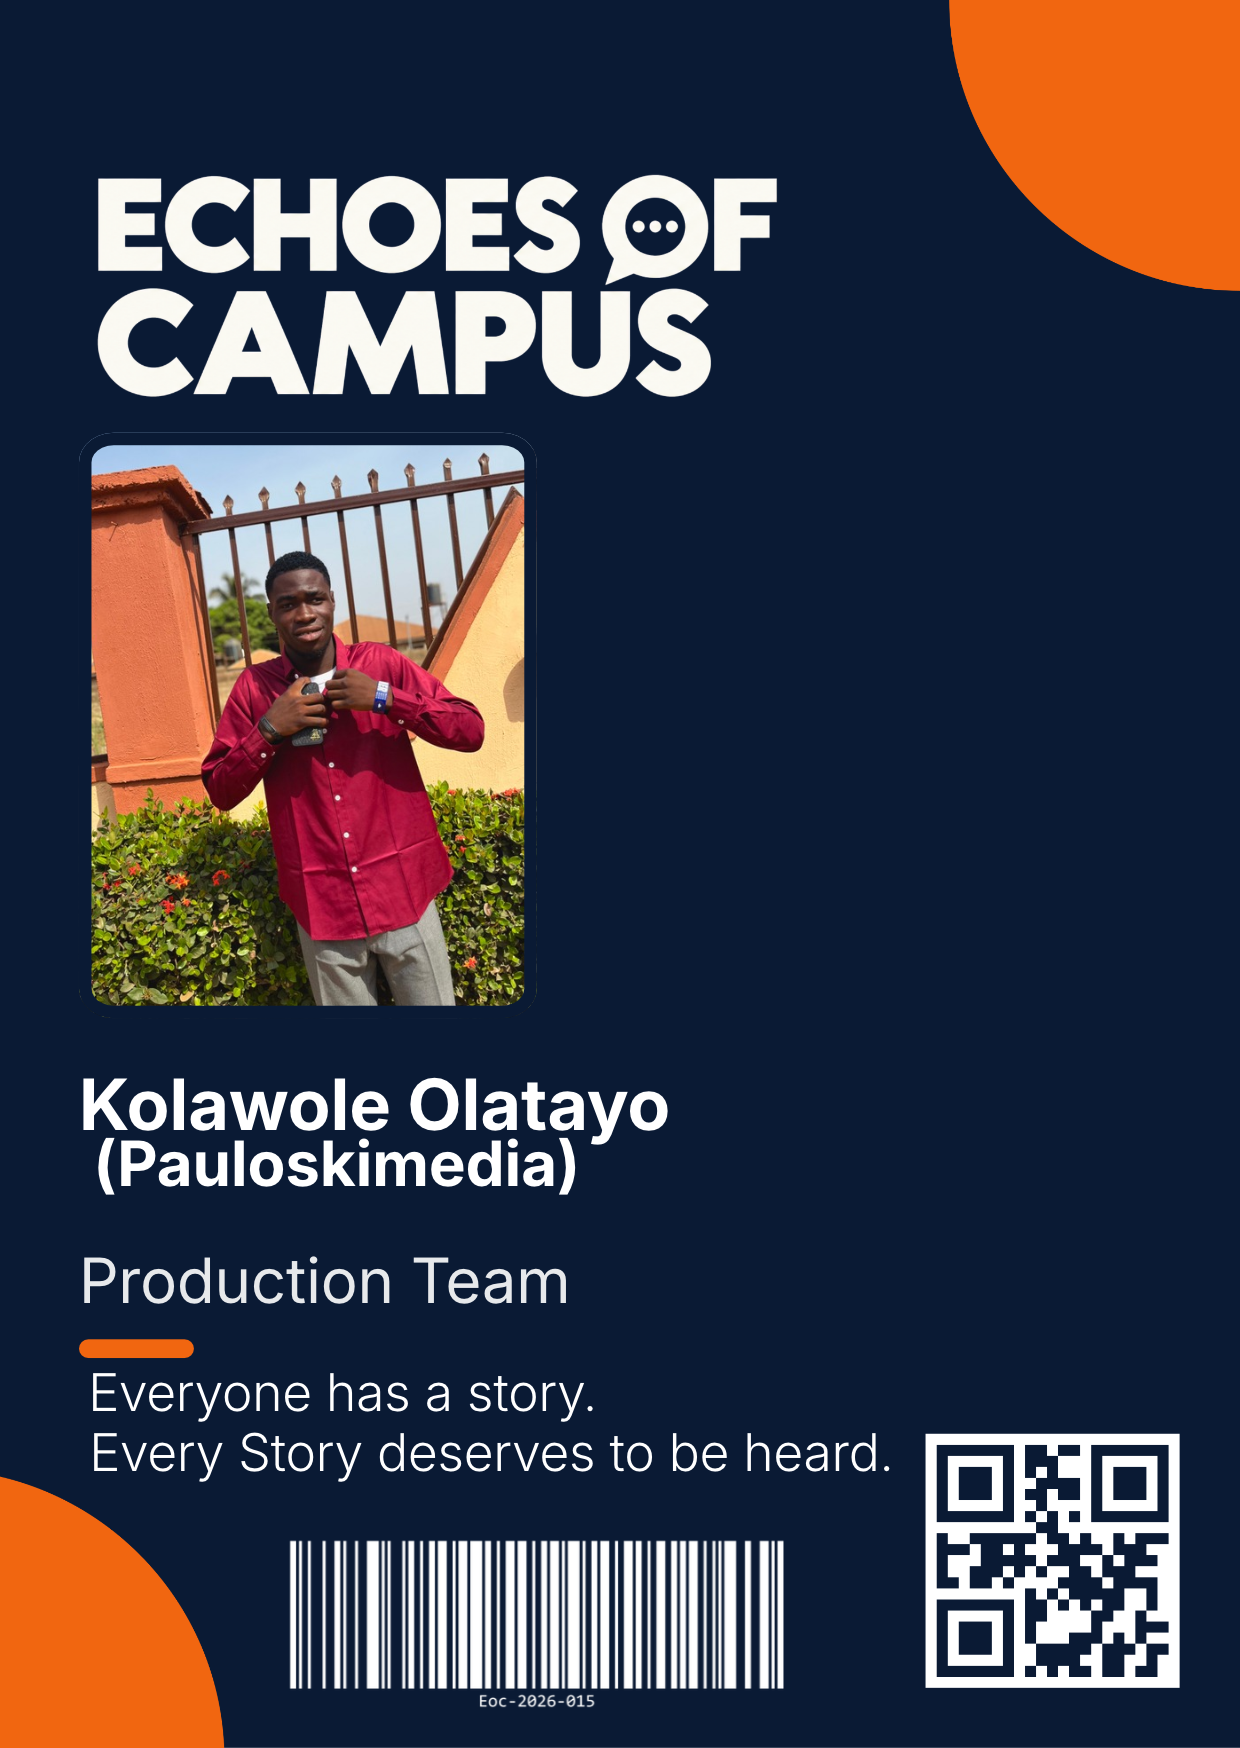 ECHOES OF
CAMPUS
Kolawole Olatayo
(Pauloskimedia)
Production Team
Everyone has a story.
Every Story deserves to be heard.
Eoc-2026-015